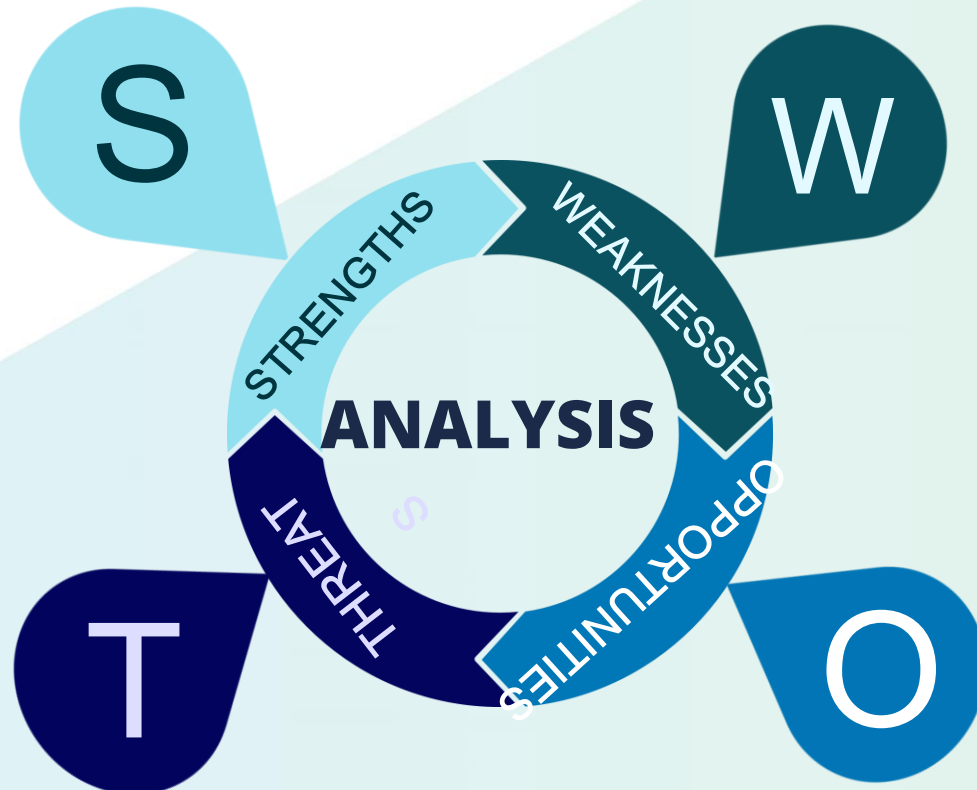 S
W
STRENGTHS
WEAKNESSES
ANALYSIS
THREAT
S
OPPORTUNITIES
T
O